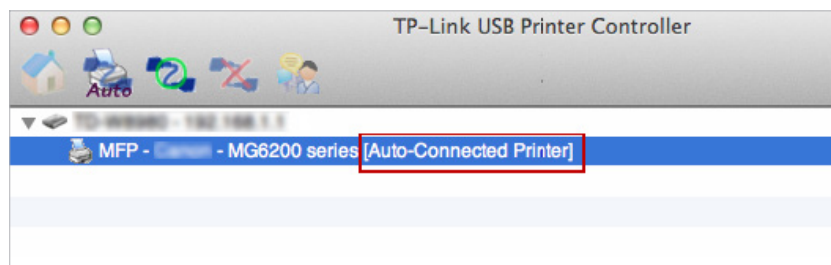 TP-Link USB Printer Controller
Auto
MFP - - MG6200 series [Auto-Connected Printer]